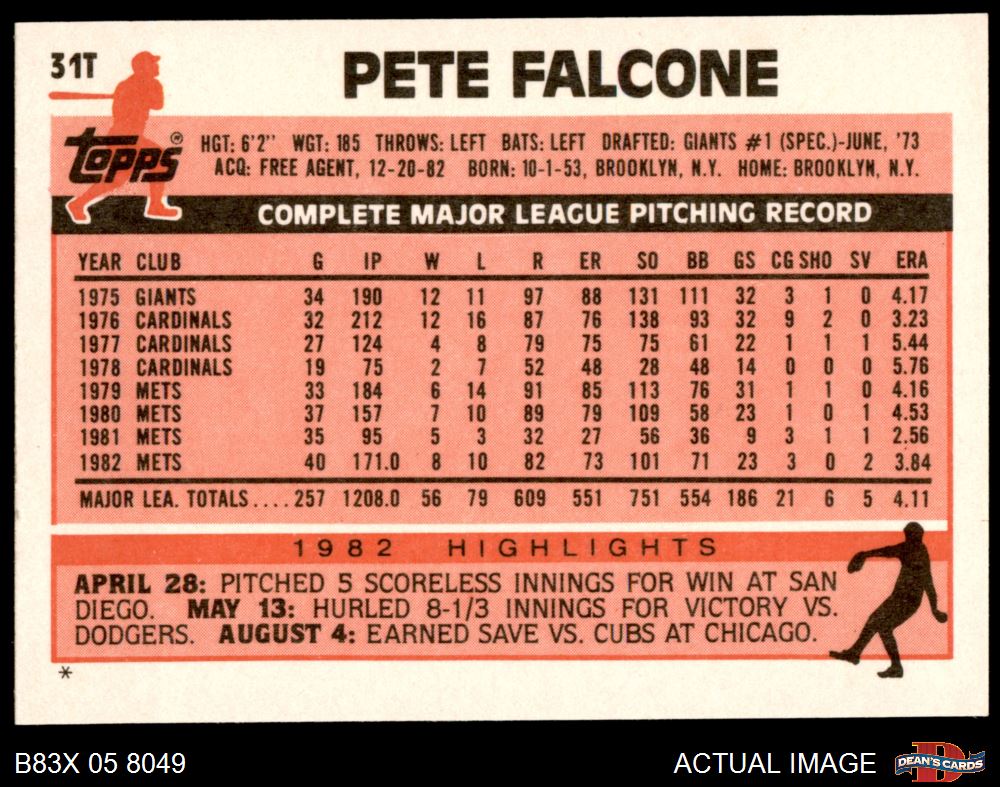 31T
PETE FALCONE
topps ®
HGT: 6'2" WGT: 185 THROWS: LEFT BATS: LEFT DRAFTED: GIANTS #1 (SPEC.)-JUNE, '73
ACQ: FREE AGENT, 12-20-82 BORN: 10-1-53, BROOKLYN, N.Y. HOME: BROOKLYN, N.Y.
COMPLETE MAJOR LEAGUE PITCHING RECORD
YEAR CLUB G IP W L R ER SO BB GS CG SHO SV ERA
1975 GIANTS 34 190 12 11 97 88 131 111 32 3 1 0 4.17
1976 CARDINALS 32 212 12 16 87 76 138 93 32 9 2 0 3.23
1977 CARDINALS 27 124 4 8 79 75 75 61 22 1 1 1 5.44
1978 CARDINALS 19 75 2 7 52 48 28 48 14 0 0 0 5.76
1979 METS 33 184 6 14 91 85 113 76 31 1 1 0 4.16
1980 METS 37 157 7 10 89 79 109 58 23 1 0 1 4.53
1981 METS 35 95 5 3 32 27 56 36 9 3 1 1 2.56
1982 METS 40 171.0 8 10 82 73 101 71 23 3 0 2 3.84
MAJOR LEA. TOTALS....257 1208.0 56 79 609 551 751 554 186 21 6 5 4.11
1982 HIGHLIGHTS
APRIL 28: PITCHED 5 SCORELESS INNINGS FOR WIN AT SAN
DIEGO. MAY 13: HURLED 8-1/3 INNINGS FOR VICTORY VS.
DODGERS. AUGUST 4: EARNED SAVE VS. CUBS AT CHICAGO.
*
B83X 05 8049 ACTUAL IMAGE
D
DEAN'S CARDS